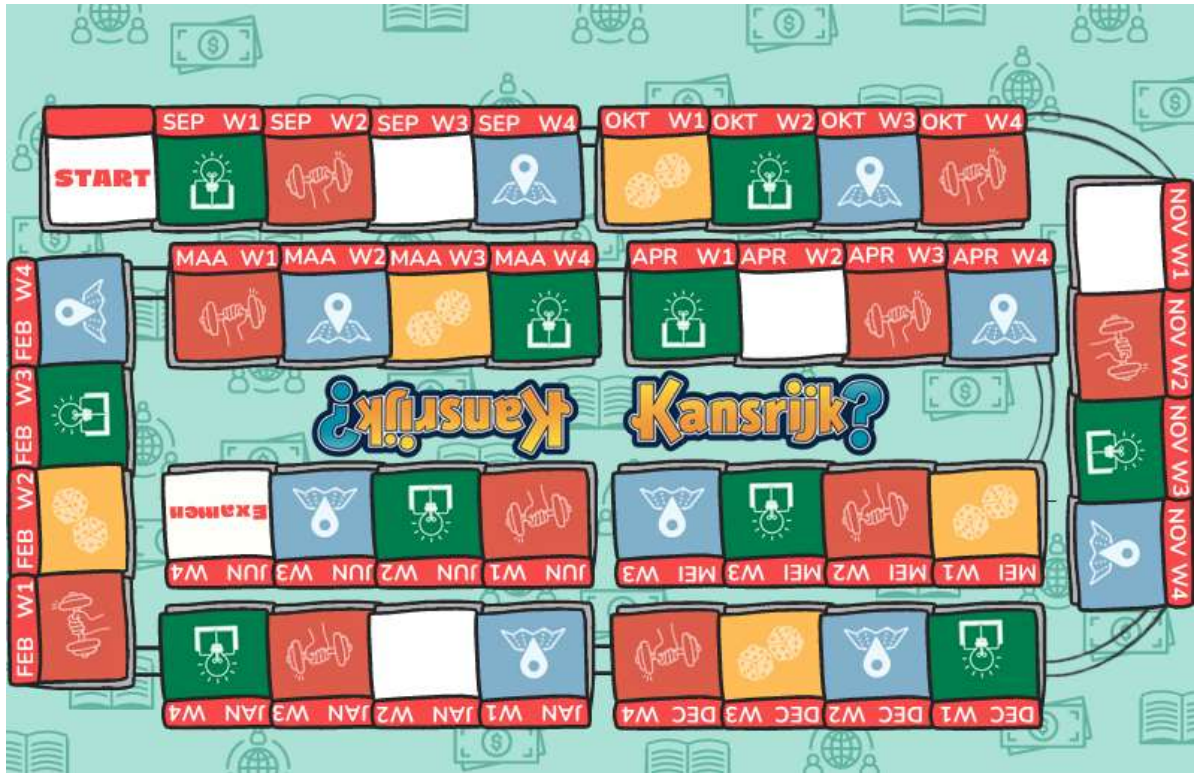 START
SEP W1 SEP W2 SEP W3 SEP W4
OKT W1 OKT W2 OKT W3 OKT W4
NOV W1 NOV W2 NOV W3 NOV W4
DEC W1 DEC W2 DEC W3 DEC W4
JAN W1 JAN W2 JAN W3 JAN W4
FEB W1 FEB W2 FEB W3 FEB W4
MAA W1 MAA W2 MAA W3 MAA W4
APR W1 APR W2 APR W3 APR W4
Kansrijk?
Kansrijk?
MEI W1 MEI W2 MEI W3 MEI W3
JUN W1 JUN W2 JUN W3 JUN W4
Examen